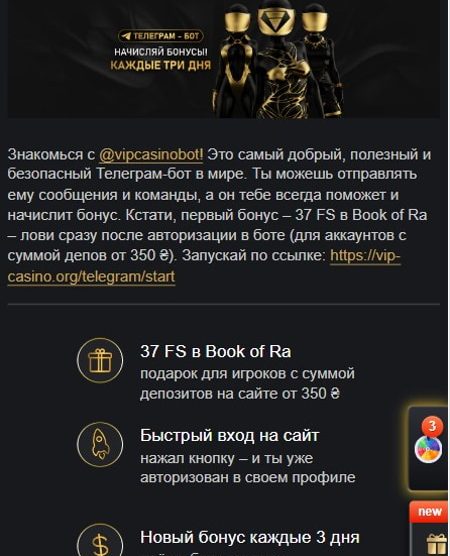 ТЕЛЕГРАМ - БОТ
НАЧИСЛЯЙ БОНУСЫ!
КАЖДЫЕ ТРИ ДНЯ
Знакомься с @vipcasinobot! Это самый добрый, полезный и
безопасный Телеграм-бот в мире. Ты можешь отправлять
ему сообщения и команды, а он тебе всегда поможет и
начислит бонус. Кстати, первый бонус – 37 FS в Book of Ra
– лови сразу после авторизации в боте (для аккаунтов с
суммой депов от 350 ₴). Запускай по ссылке: https://vip-
casino.org/telegram/start
37 FS в Book of Ra
подарок для игроков с суммой
депозитов на сайте от 350 ₴
3
Быстрый вход на сайт
нажал кнопку – и ты уже
авторизован в своем профиле
new
Новый бонус каждые 3 дня